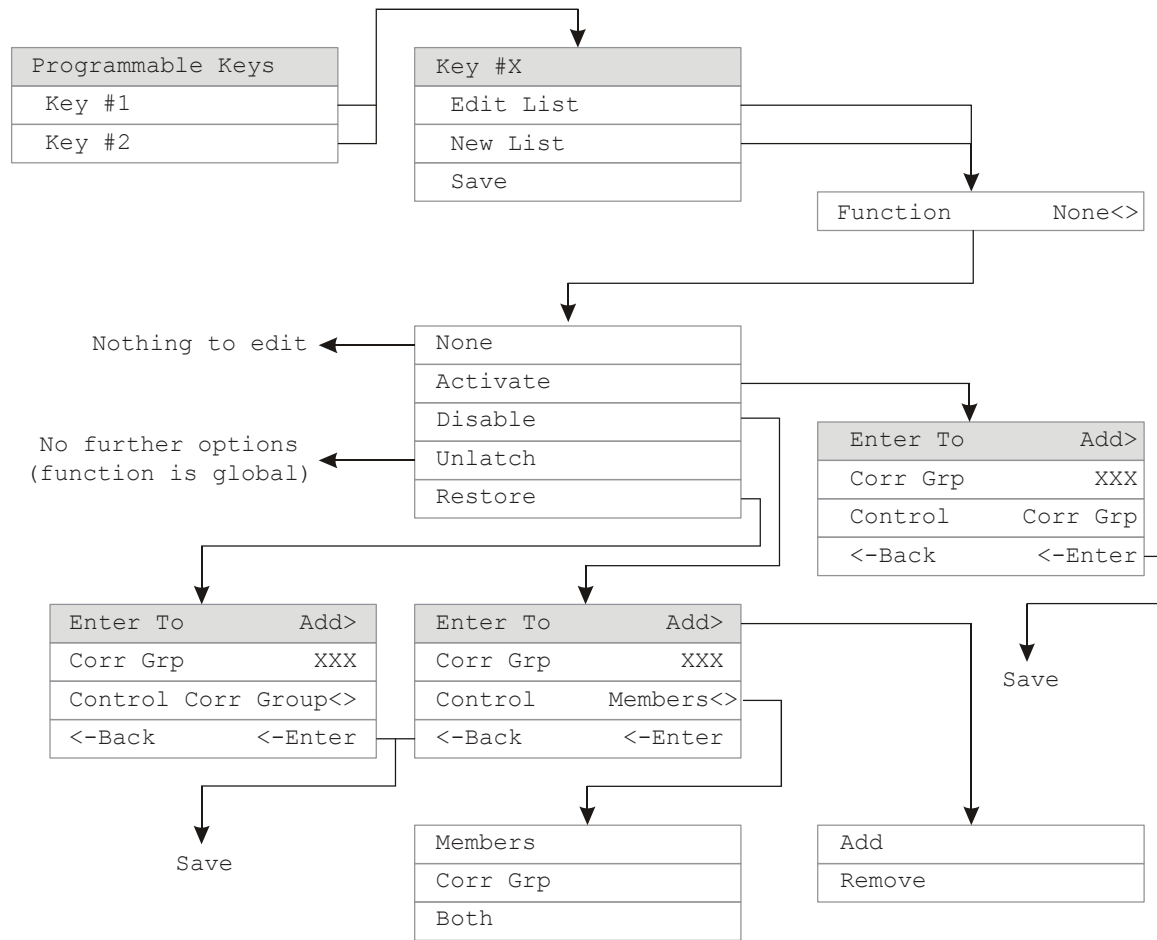 Programmable Keys
Key #1
Key #2
Key #X
Edit List
New List
Save
Function None<>
Nothing to edit
No further options
(function is global)
None
Activate
Disable
Unlatch
Restore
Enter To Add>
Corr Grp XXX
Control Corr Grp
<-Back <-Enter
Save
Enter To Add>
Corr Grp XXX
Control Corr Group<>
<-Back <-Enter
Save
Enter To Add>
Corr Grp XXX
Control Members<>
<-Back <-Enter
Members
Corr Grp
Both
Add
Remove